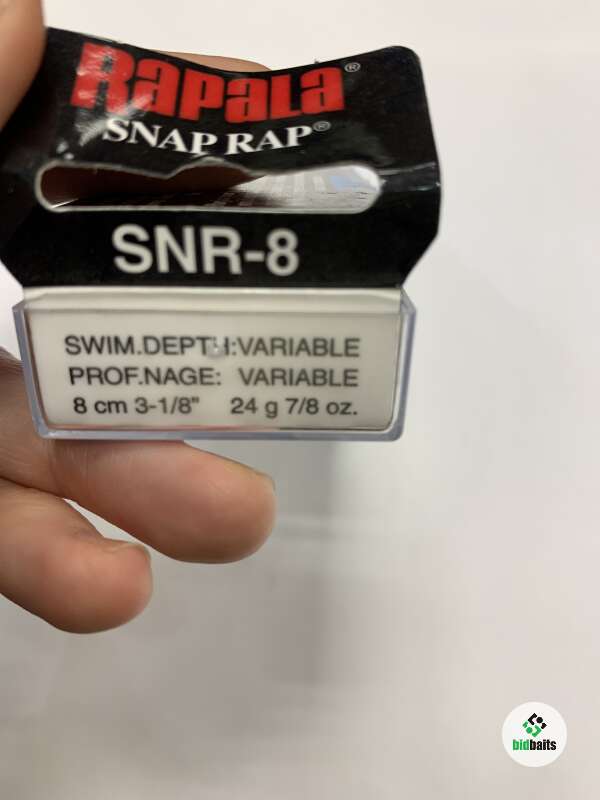 Rapala®
SNAP RAP®
SNR-8
SWIM.DEPTH:VARIABLE
PROF.NAGE: VARIABLE
8 cm 3-1/8" 24 g 7/8 oz.
bidbaits